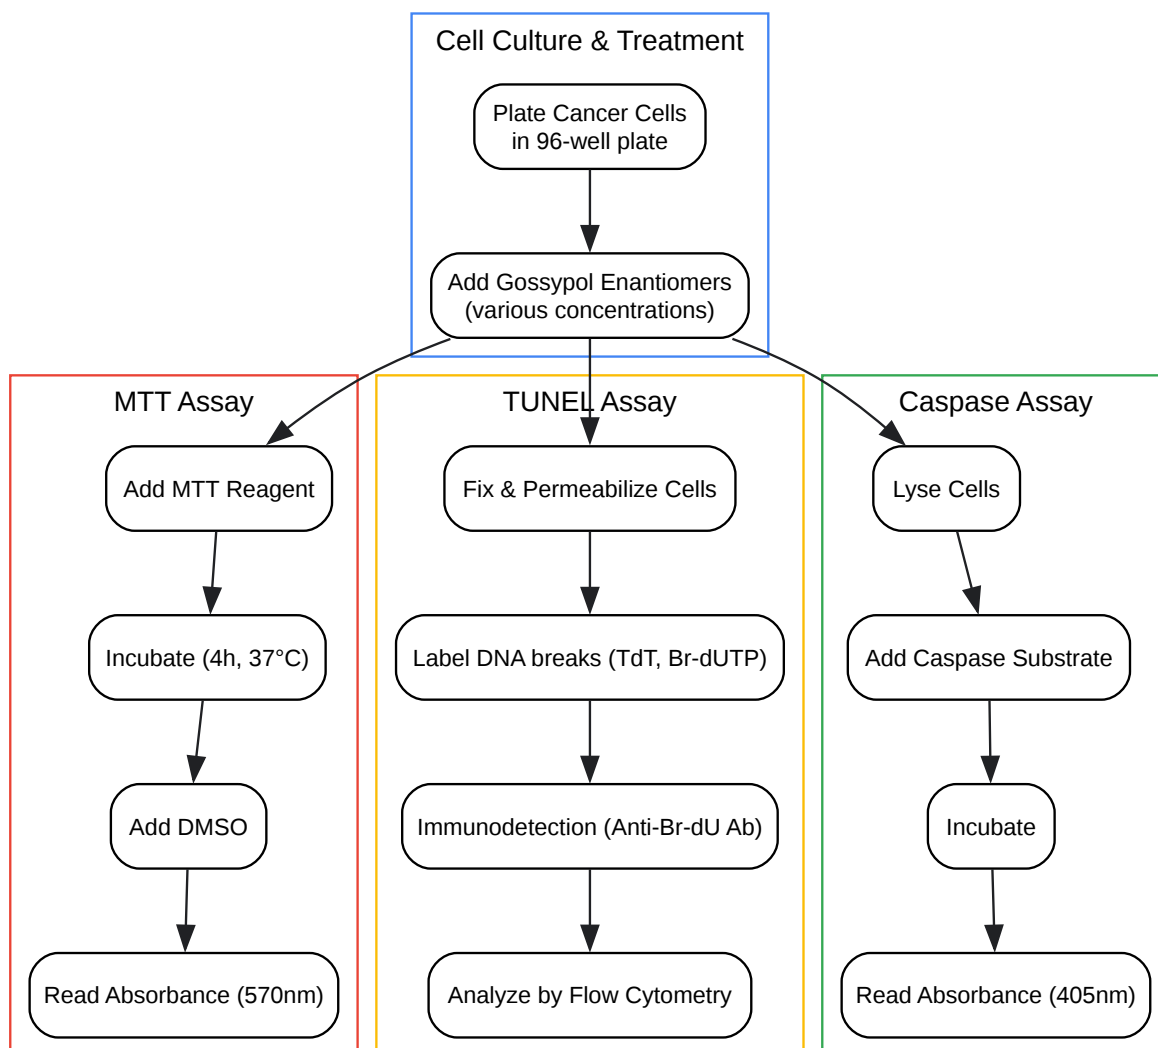 Cell Culture & Treatment
Plate Cancer Cells
in 96-well plate
Add Gossypol Enantiomers
(various concentrations)
MTT Assay
Add MTT Reagent
Incubate (4h, 37°C)
Add DMSO
Read Absorbance (570nm)
TUNEL Assay
Fix & Permeabilize Cells
Label DNA breaks (TdT, Br-dUTP)
Immunodetection (Anti-Br-dU Ab)
Analyze by Flow Cytometry
Caspase Assay
Lyse Cells
Add Caspase Substrate
Incubate
Read Absorbance (405nm)